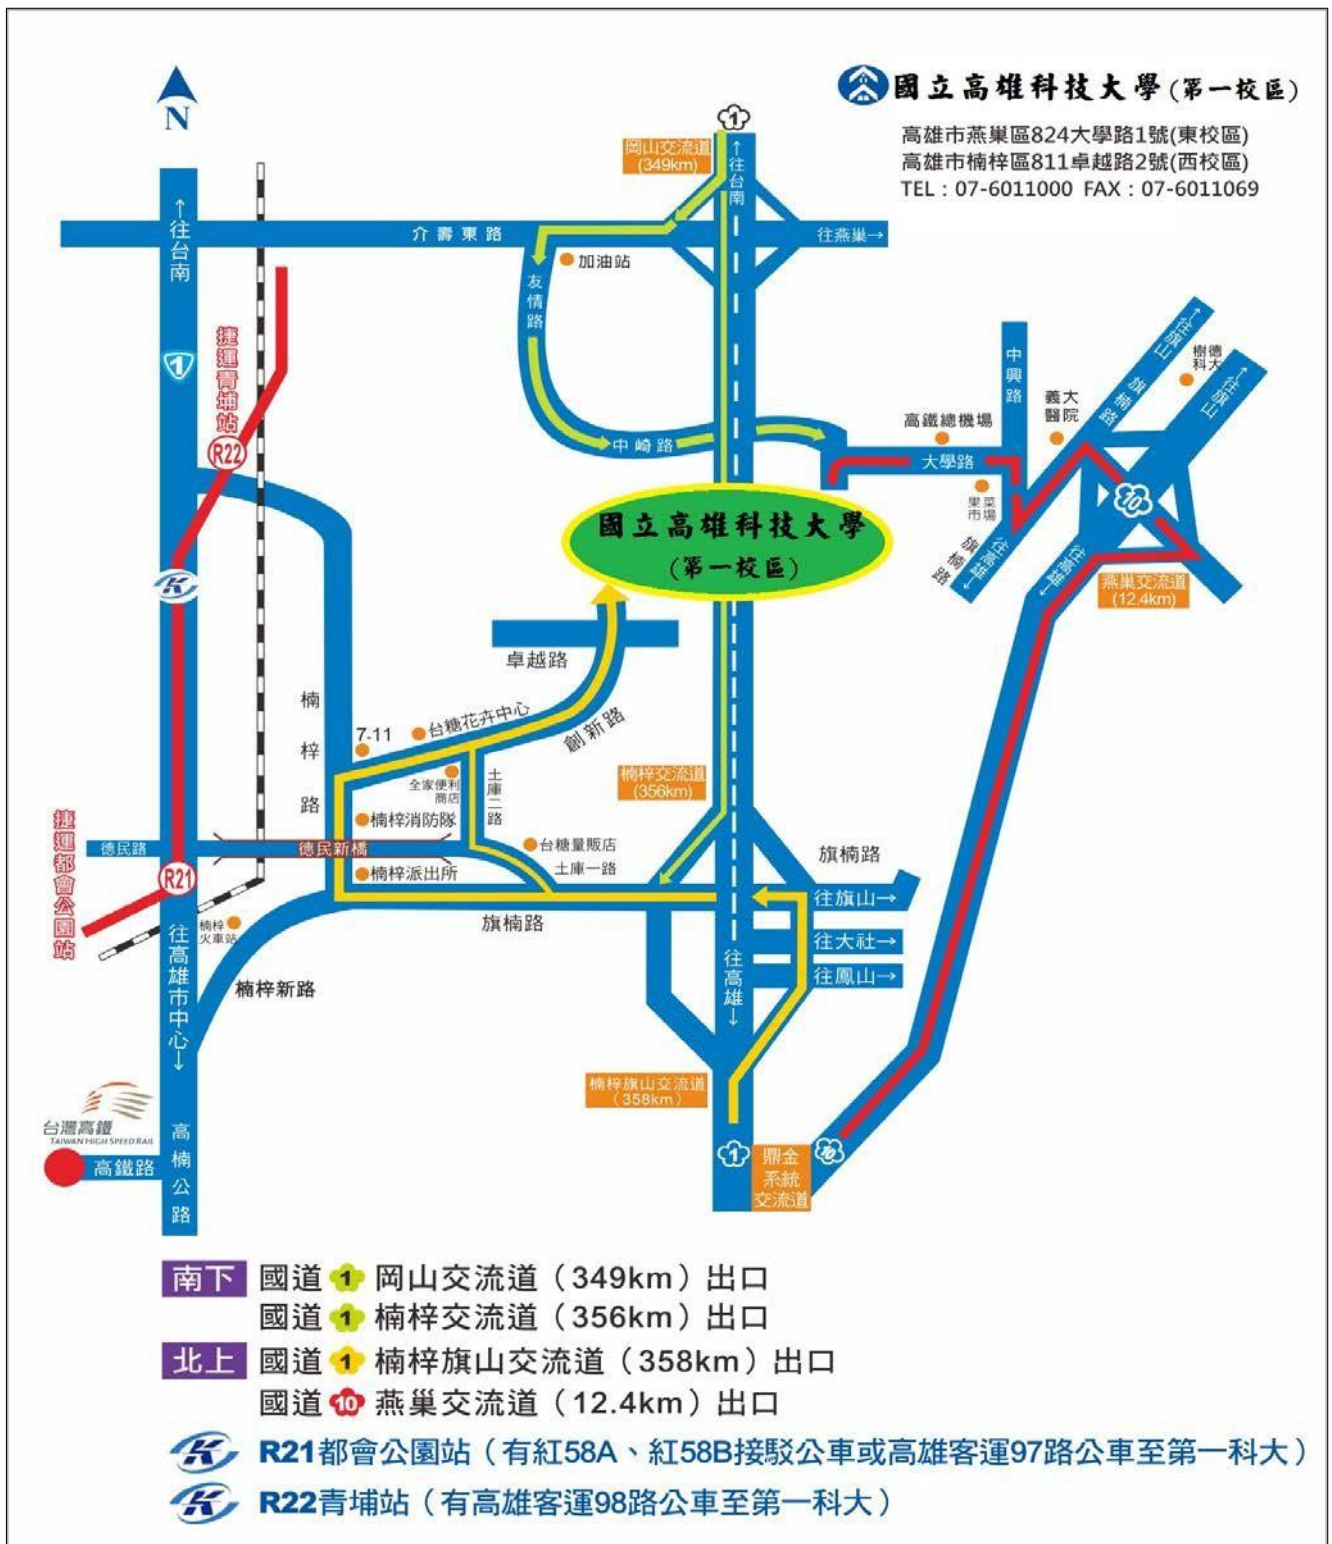 國立高雄科技大學(第一校區)
高雄市燕巢區824大學路1號(東校區)
高雄市楠梓區811卓越路2號(西校區)
TEL：07-6011000 FAX：07-6011069
N
1
岡山交流道
(349km)
←往台南
←往台南
介壽東路
往燕巢→
加油站
友情路
1
捷運青埔站
R22
中崎路
中興路
高鐵總機場
義大
醫院
大學路
果菜
市場
←往旗山
旗楠路
樹德
科大
←往旗山
10
旗楠路
往高雄→
往高雄→
燕巢交流道
(12.4km)
國立高雄科技大學
(第一校區)
K
卓越路
楠梓路
7-11
台糖花卉中心
創新路
全家便利
商店
土庫二路
楠梓交流道
(356km)
楠梓消防隊
捷運都會公園站
德民路
德民新橋
台糖量販店
旗楠路
R21
楠梓派出所
土庫一路
往旗山→
楠梓
火車站
旗楠路
往高雄市中心→
往大社→
往高雄→
往鳳山→
楠梓新路
楠梓旗山交流道
(358km)
台灣高鐵
TAIWAN HIGH SPEED RAIL
高鐵路
高楠公路
1
鼎金
系統
交流道
10
南下 國道 1 岡山交流道（349km）出口
國道 1 楠梓交流道（356km）出口
北上 國道 1 楠梓旗山交流道（358km）出口
國道 10 燕巢交流道（12.4km）出口
K R21都會公園站（有紅58A、紅58B接駁公車或高雄客運97路公車至第一科大）
K R22青埔站（有高雄客運98路公車至第一科大）